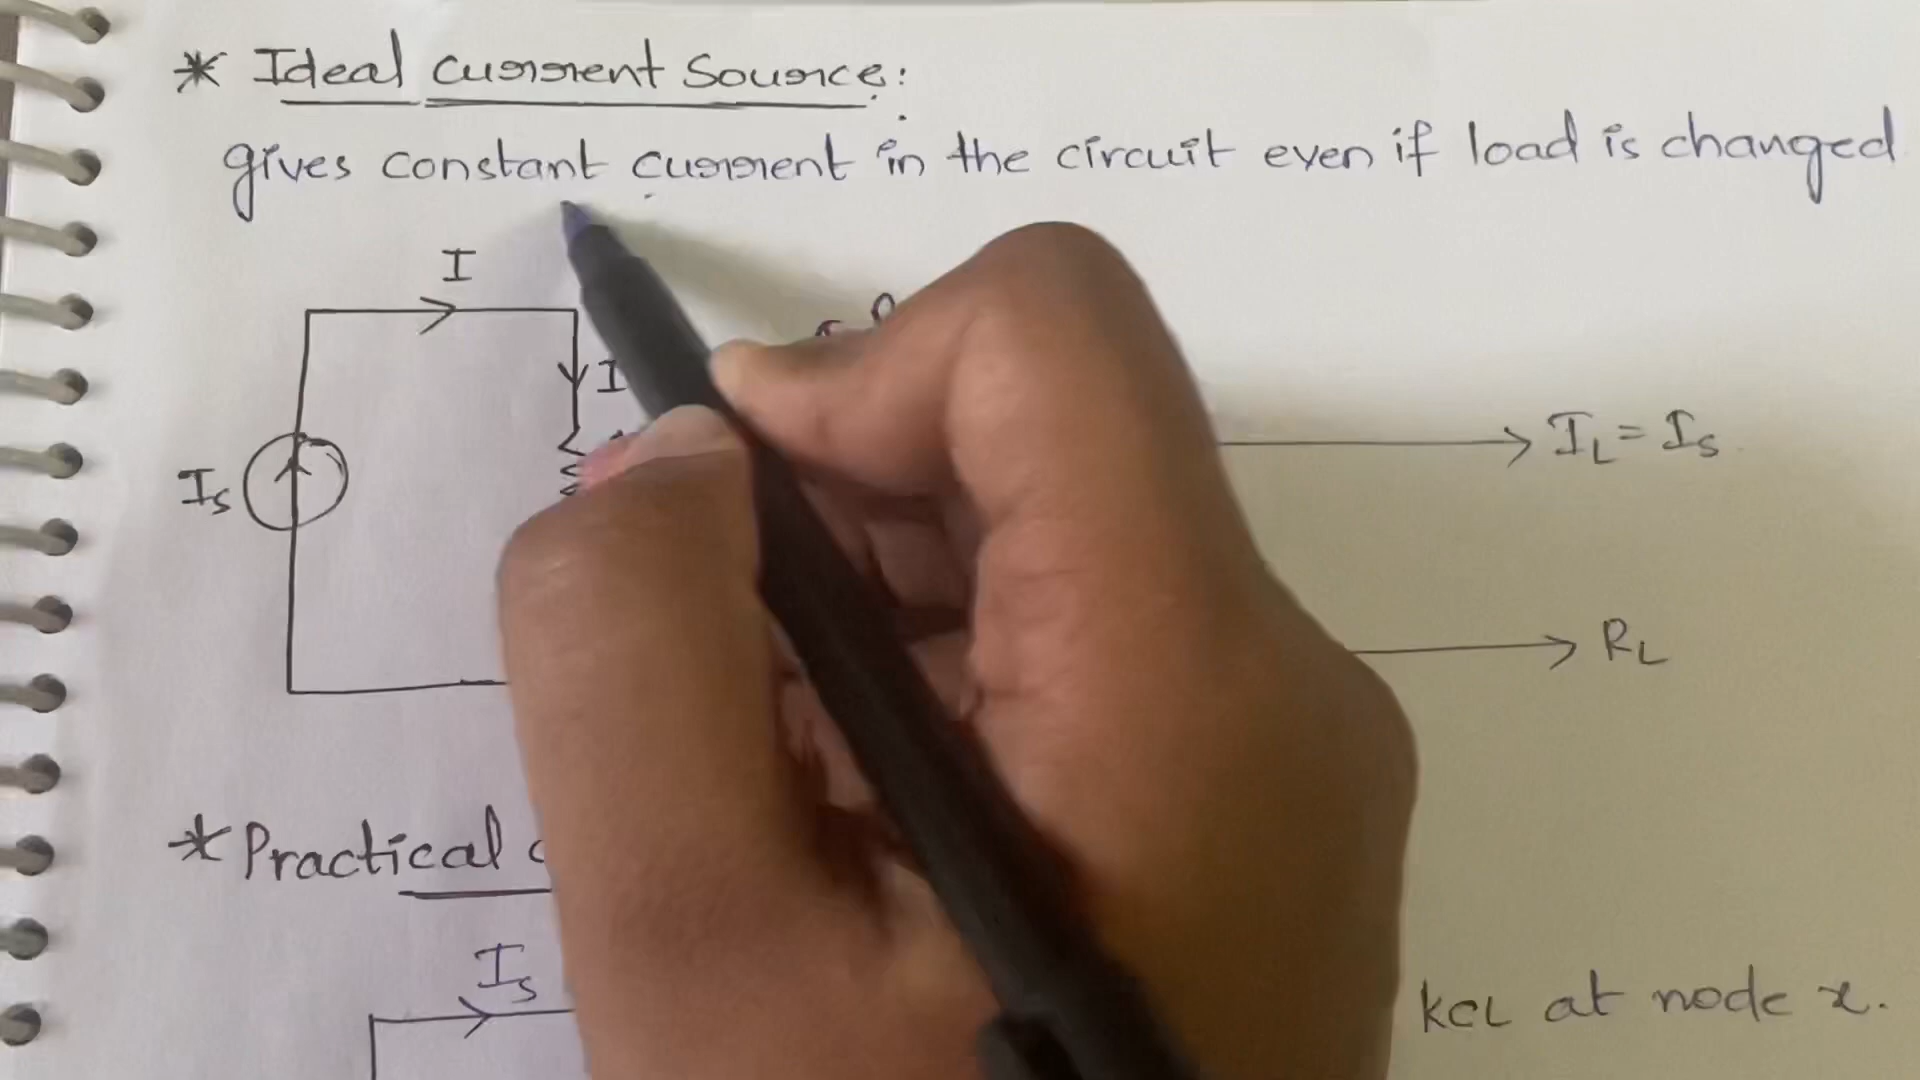 * Ideal current source:
gives constant current in the circuit even if load is changed
I
I
Is
IL = Is
RL
* Practical
Is
KCL at node x.